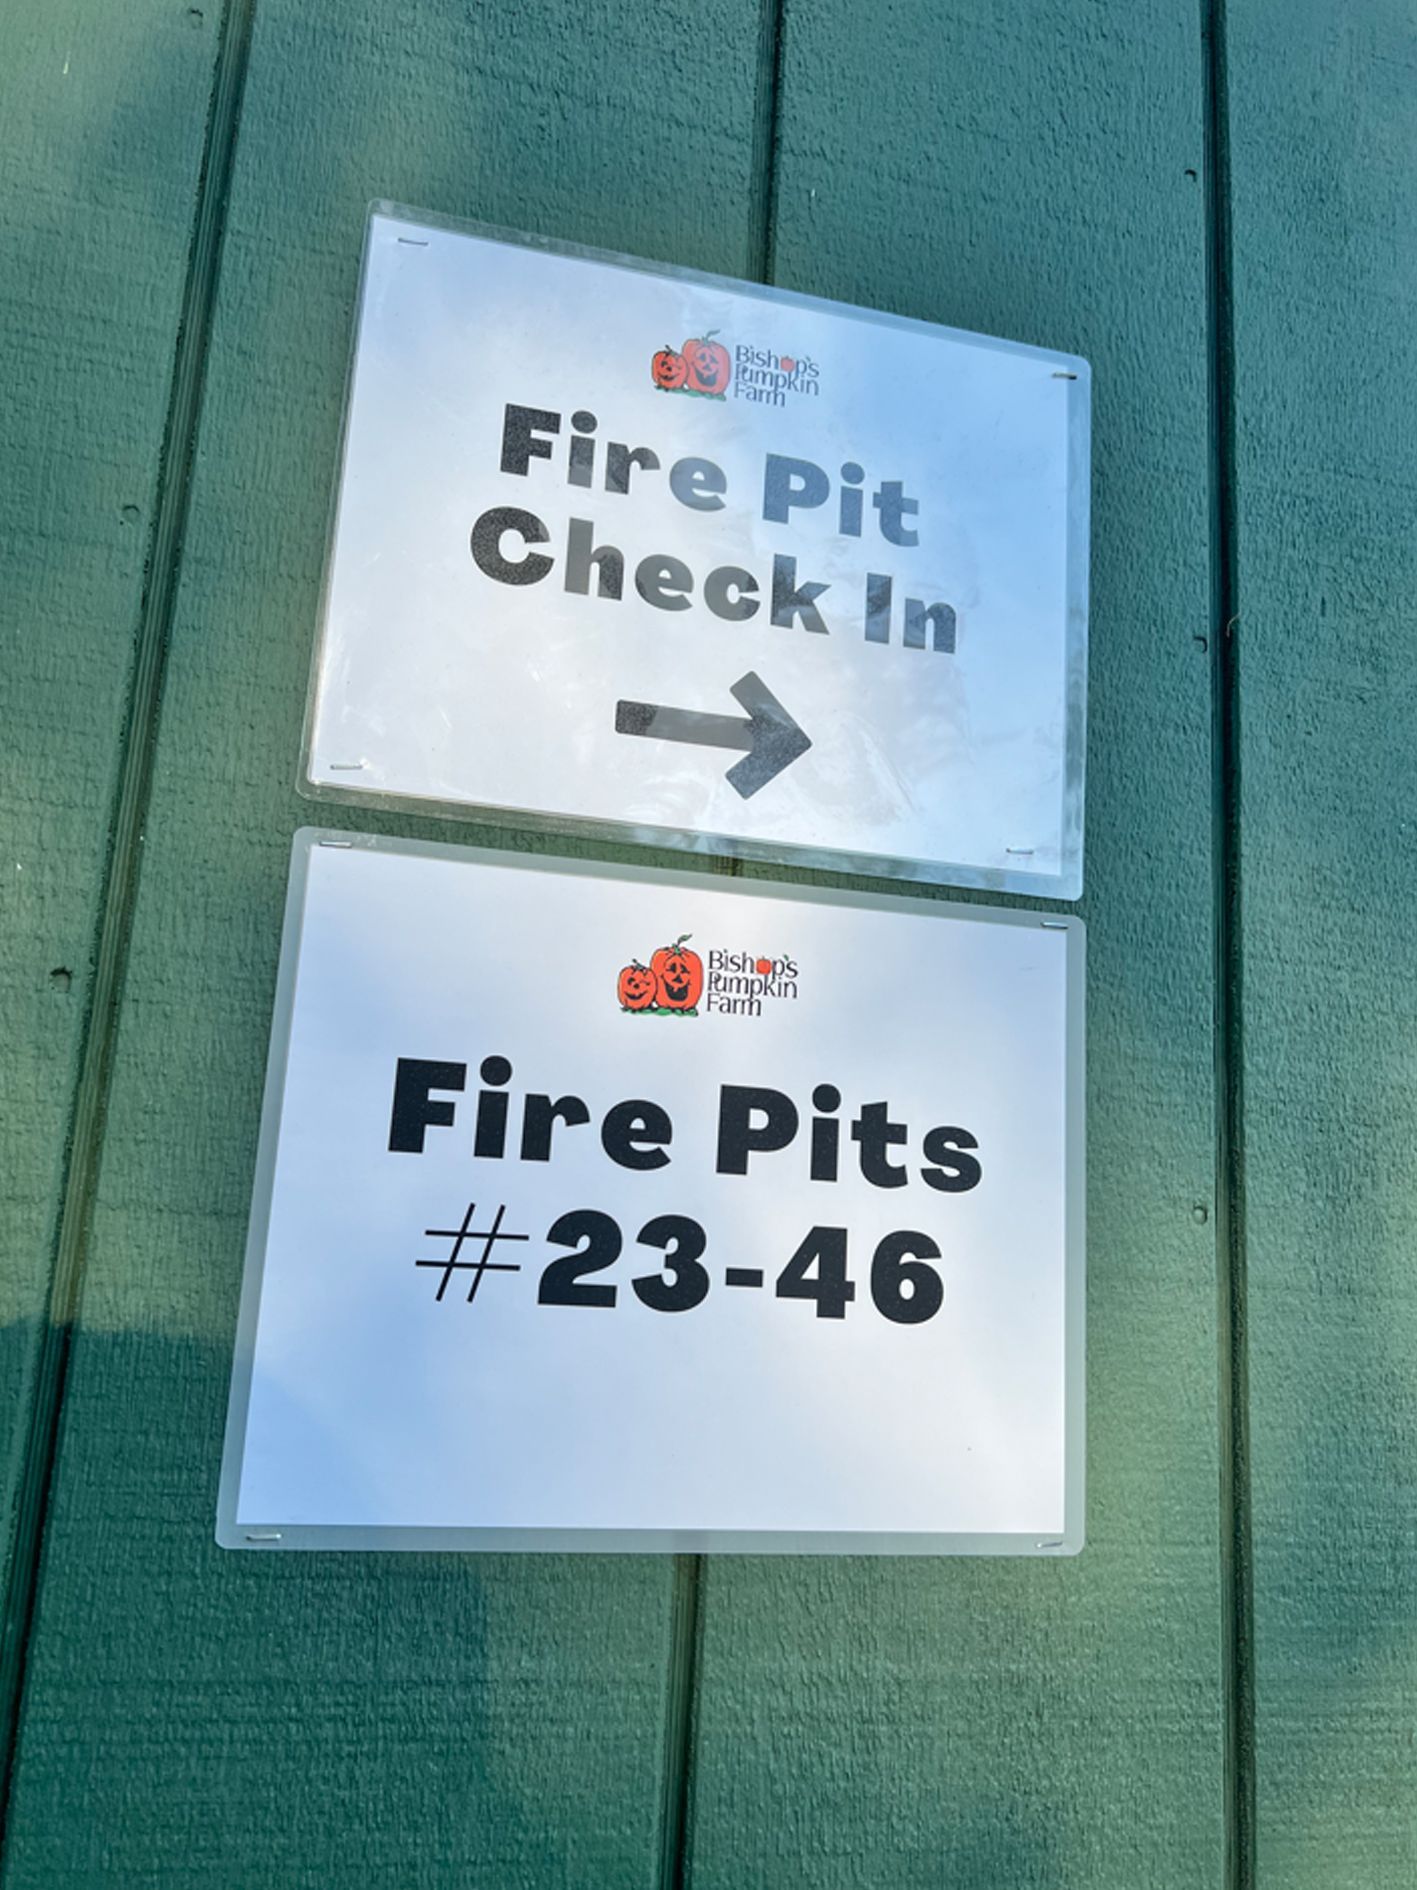 Bishop's
Pumpkin
Farm
Fire Pit
Check In
Bishop's
Pumpkin
Farm
Fire Pits
#23-46